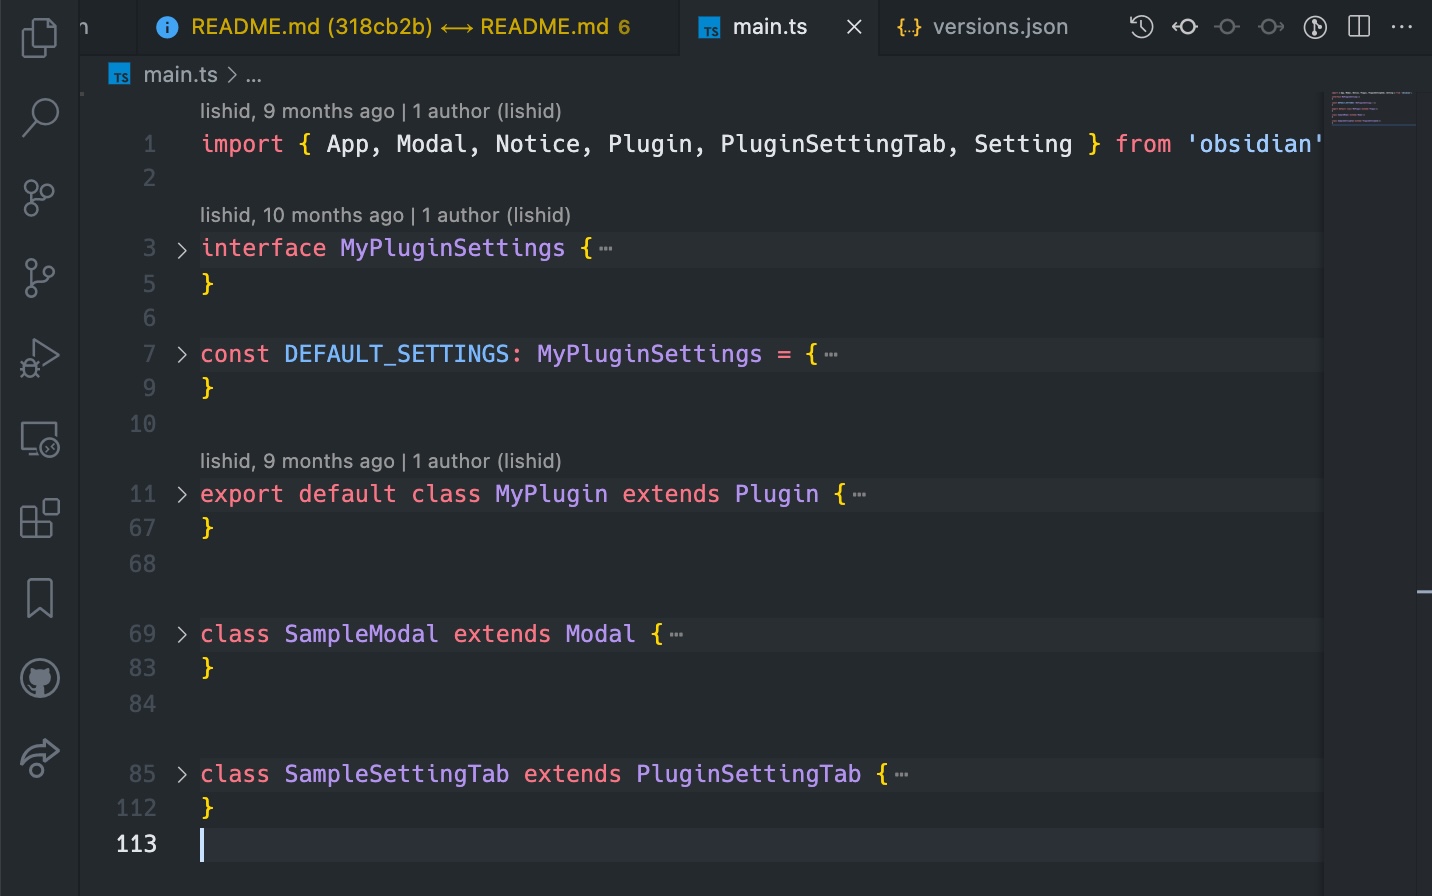 n README.md (318cb2b) ⟷ README.md 6 TS main.ts {..} versions.json
TS main.ts > ...
lishid, 9 months ago | 1 author (lishid)
1 import { App, Modal, Notice, Plugin, PluginSettingTab, Setting } from 'obsidian'
2
lishid, 10 months ago | 1 author (lishid)
3 interface MyPluginSettings {…
5 }
6
7 const DEFAULT_SETTINGS: MyPluginSettings = {…
9 }
10
lishid, 9 months ago | 1 author (lishid)
11 export default class MyPlugin extends Plugin {…
67 }
68
69 class SampleModal extends Modal {…
83 }
84
85 class SampleSettingTab extends PluginSettingTab {…
112 }
113